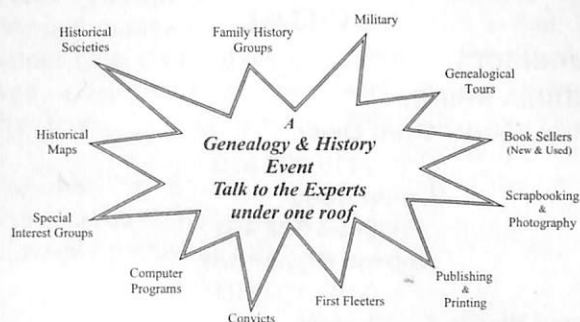 Historical
Societies
Family History
Groups
Military
Genealogical
Tours
Historical
Maps
A
Genealogy & History
Event
Talk to the Experts
under one roof
Book Sellers
(New & Used)
Special
Interest Groups
Scrapbooking
&
Photography
Computer
Programs
Convicts
First Fleeters
Publishing
&
Printing